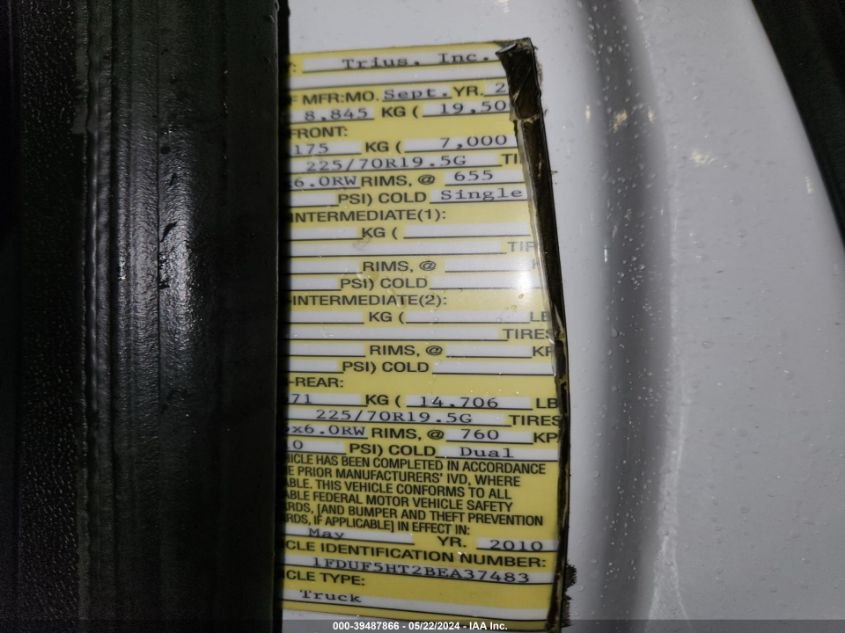 Trius, Inc.
MFR:MO. Sept. YR. 2
8,845 KG ( 19,50
FRONT:
175 KG ( 7,000
225/70R19.5G TI
x6.0RW RIMS, @ 655
PSI) COLD Single
INTERMEDIATE(1):
KG (
TIR
RIMS, @ K
PSI) COLD
-INTERMEDIATE(2):
KG ( LB
TIRES
RIMS, @ KP
PSI) COLD
-REAR:
71 KG ( 14,706 LB
225/70R19.5G TIRES
x6.0RW RIMS, @ 760 KP
0 PSI) COLD Dual
HICLE HAS BEEN COMPLETED IN ACCORDANCE
E PRIOR MANUFACTURERS' IVD, WHERE
ABLE. THIS VEHICLE CONFORMS TO ALL
ABLE FEDERAL MOTOR VEHICLE SAFETY
RDS, [AND BUMPER AND THEFT PREVENTION
RDS, IF APPLICABLE] IN EFFECT IN:
May YR. 2010
CLE IDENTIFICATION NUMBER:
1FDUF5HT2BEA37483
CLE TYPE:
Truck
000-39487866 - 05/22/2024 - IAA Inc.